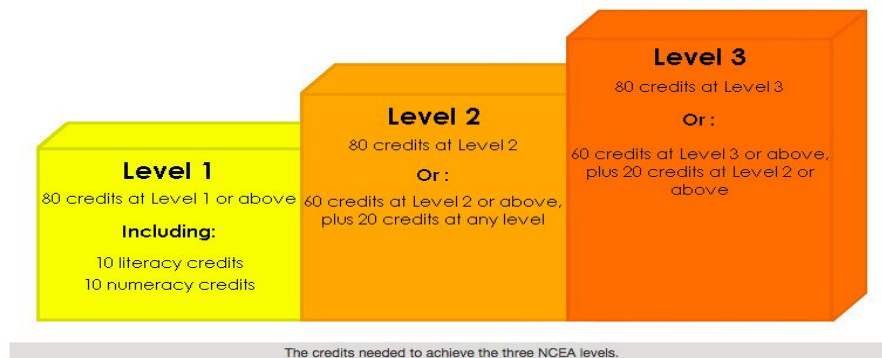 Level 1
80 credits at Level 1 or above
Including:
10 literacy credits
10 numeracy credits
Level 2
80 credits at Level 2
Or :
60 credits at Level 2 or above,
plus 20 credits at any level
Level 3
80 credits at Level 3
Or :
60 credits at Level 3 or above,
plus 20 credits at Level 2 or
above
The credits needed to achieve the three NCEA levels.